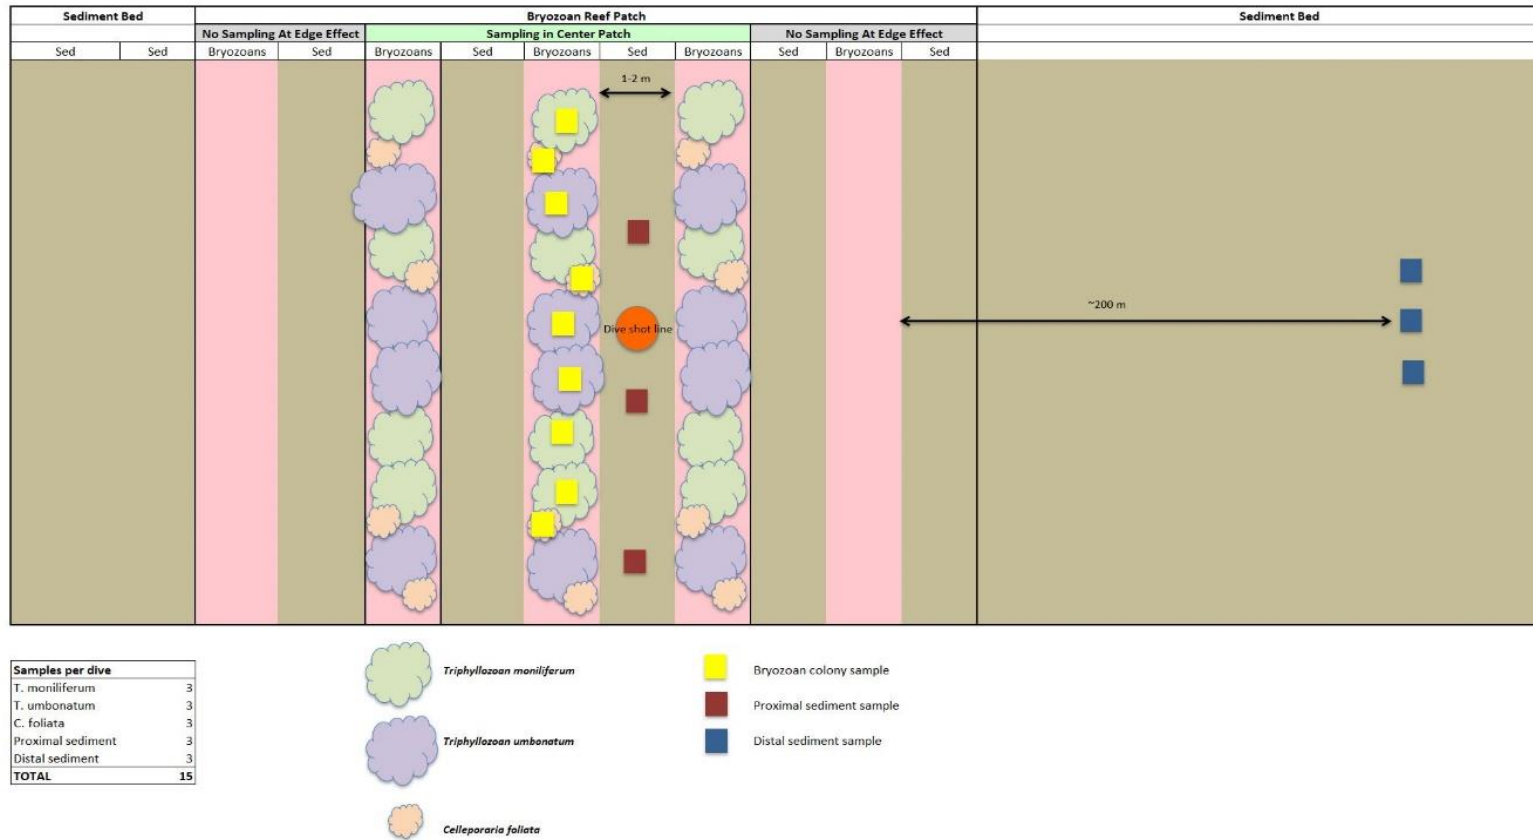 Sediment Bed Bryozoan Reef Patch Sediment Bed
No Sampling At Edge Effect Sampling in Center Patch No Sampling At Edge Effect
Sed Sed Bryozoans Sed Bryozoans Sed Bryozoans Sed Bryozoans Sed Bryozoans Sed
1-2 m
~200 m
Dive shot line
Samples per dive
T. moniliferum 3
T. umbonatum 3
C. foliata 3
Proximal sediment 3
Distal sediment 3
TOTAL 15
Triphyllozoan moniliferum
Triphyllozoan umbonatum
Celleporaria foliata
Bryozoan colony sample
Proximal sediment sample
Distal sediment sample